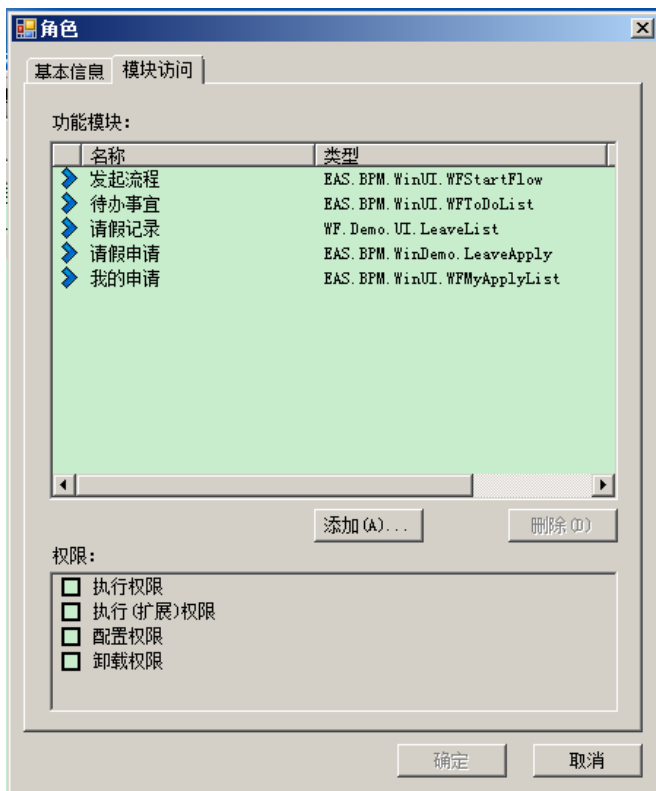 角色
基本信息 模块访问
功能模块:
名称 类型
发起流程 EAS.BPM.WinUI.WFStartFlow
待办事宜 EAS.BPM.WinUI.WFToDoList
请假记录 WF.Demo.UI.LeaveList
请假申请 EAS.BPM.WinDemo.LeaveApply
我的申请 EAS.BPM.WinUI.WFMyApplyList
添加(A)... 删除(D)
权限:
执行权限
执行(扩展)权限
配置权限
卸载权限
确定 取消